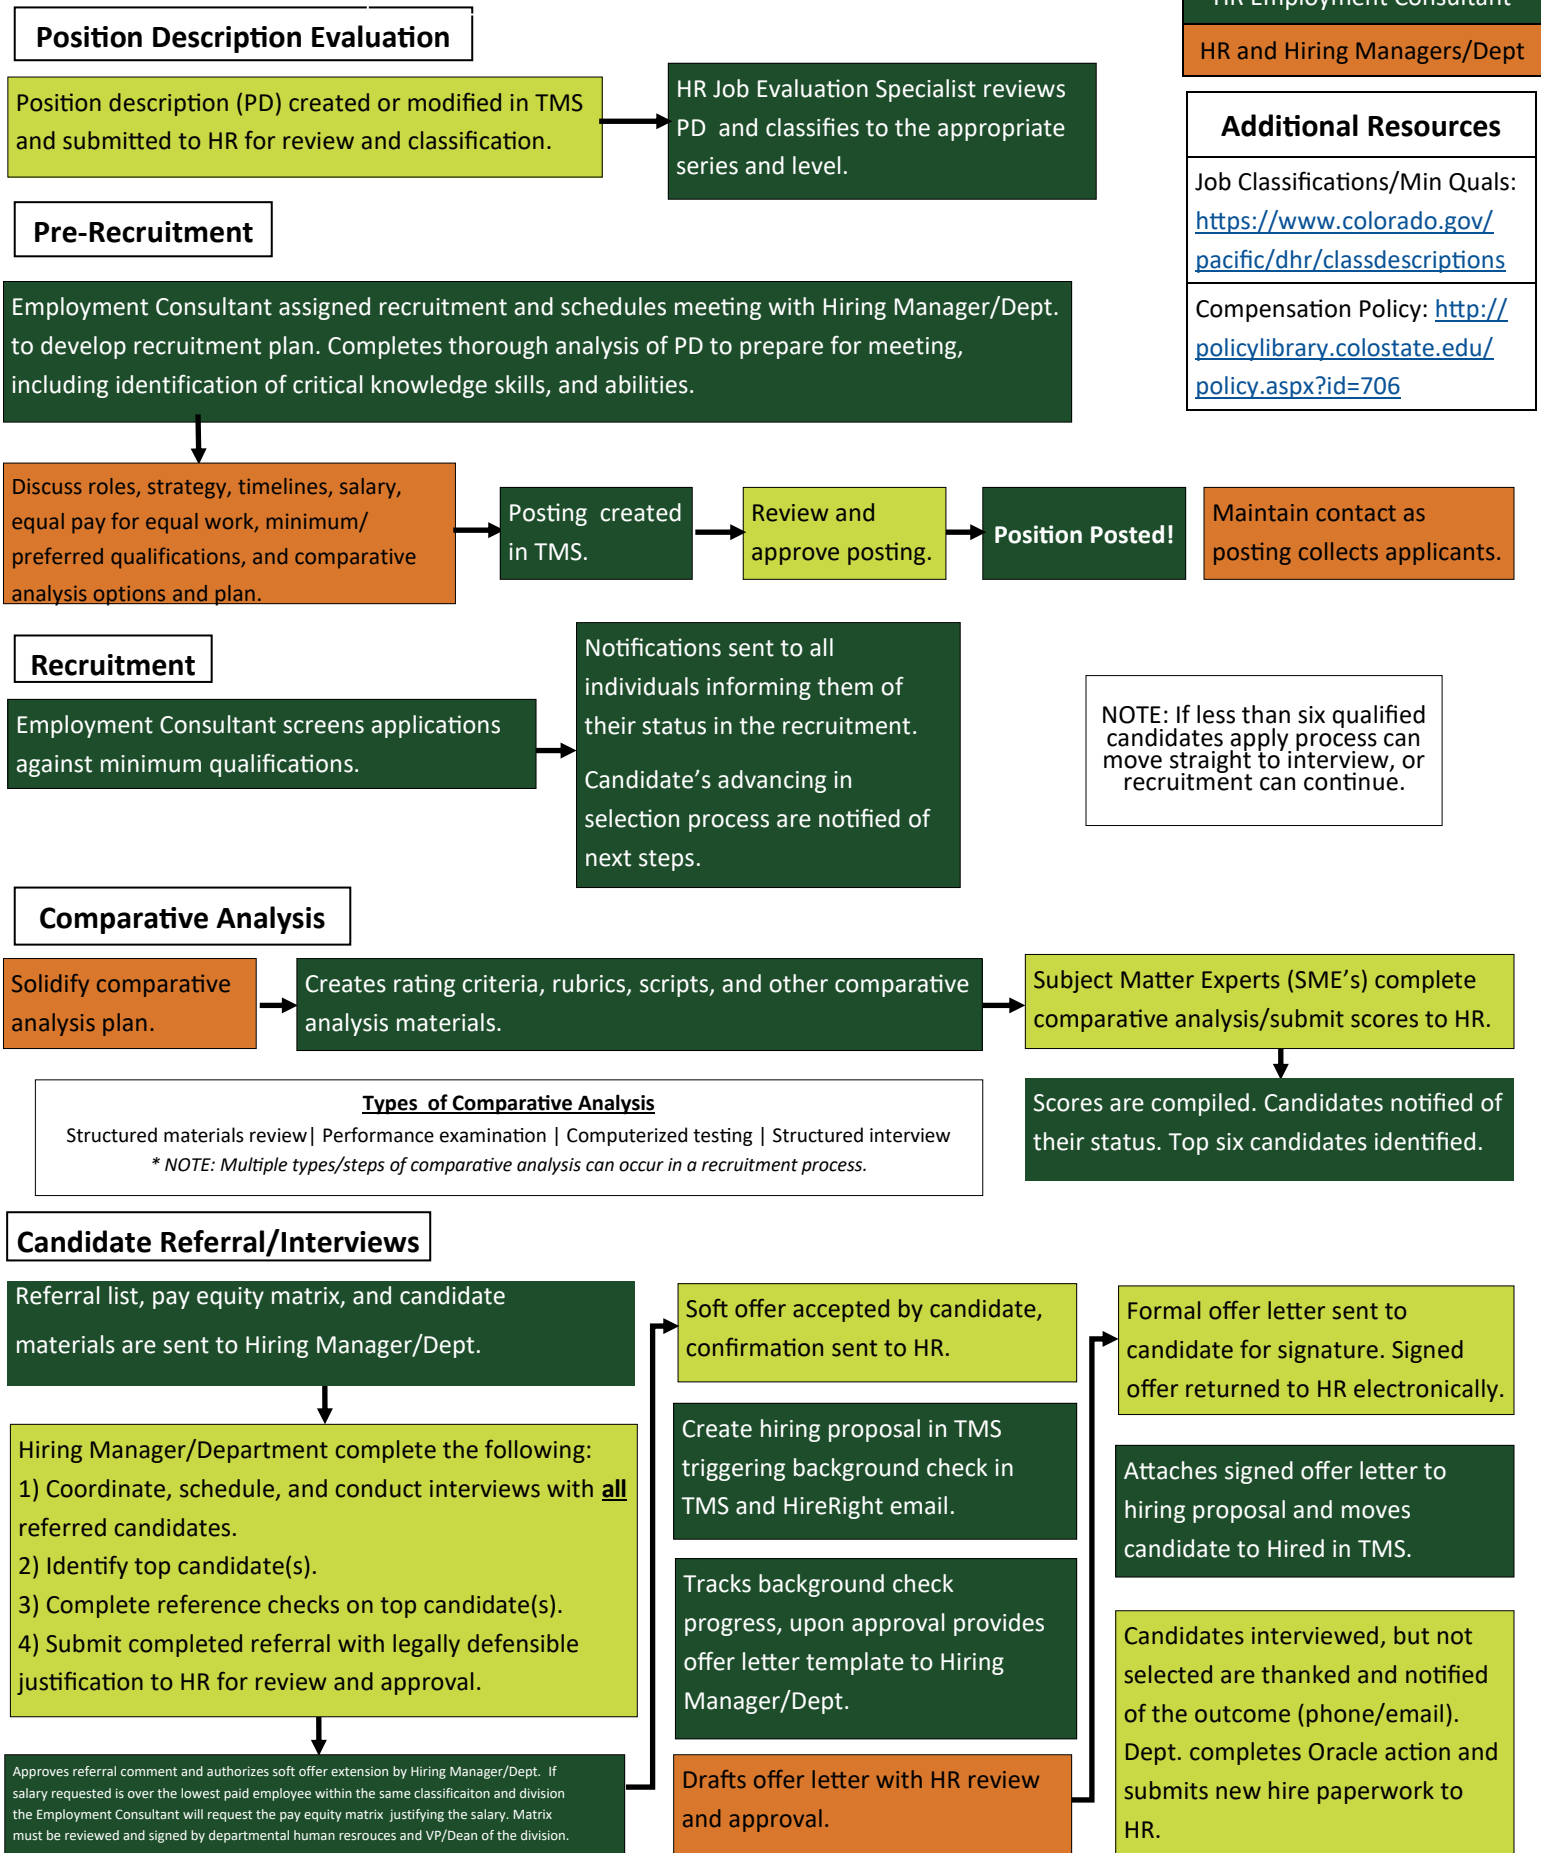 HR Employment Consultant
HR and Hiring Managers/Dept
Position Description Evaluation
Position description (PD) created or modified in TMS
and submitted to HR for review and classification.
HR Job Evaluation Specialist reviews
PD and classifies to the appropriate
series and level.
Additional Resources
Job Classifications/Min Quals:
https://www.colorado.gov/
pacific/dhr/classdescriptions
Compensation Policy: http://
policylibrary.colostate.edu/
policy.aspx?id=706
Pre-Recruitment
Employment Consultant assigned recruitment and schedules meeting with Hiring Manager/Dept.
to develop recruitment plan. Completes thorough analysis of PD to prepare for meeting,
including identification of critical knowledge skills, and abilities.
Discuss roles, strategy, timelines, salary,
equal pay for equal work, minimum/
preferred qualifications, and comparative
analysis options and plan.
Posting created
in TMS.
Review and
approve posting.
Position Posted!
Maintain contact as
posting collects applicants.
Recruitment
Employment Consultant screens applications
against minimum qualifications.
Notifications sent to all
individuals informing them of
their status in the recruitment.
Candidate's advancing in
selection process are notified of
next steps.
NOTE: If less than six qualified
candidates apply process can
move straight to interview, or
recruitment can continue.
Comparative Analysis
Solidify comparative
analysis plan.
Creates rating criteria, rubrics, scripts, and other comparative
analysis materials.
Subject Matter Experts (SME's) complete
comparative analysis/submit scores to HR.
Scores are compiled. Candidates notified of
their status. Top six candidates identified.
Types of Comparative Analysis
Structured materials review| Performance examination | Computerized testing | Structured interview
* NOTE: Multiple types/steps of comparative analysis can occur in a recruitment process.
Candidate Referral/Interviews
Referral list, pay equity matrix, and candidate
materials are sent to Hiring Manager/Dept.
Hiring Manager/Department complete the following:
1) Coordinate, schedule, and conduct interviews with all
referred candidates.
2) Identify top candidate(s).
3) Complete reference checks on top candidate(s).
4) Submit completed referral with legally defensible
justification to HR for review and approval.
Approves referral comment and authorizes soft offer extension by Hiring Manager/Dept. If
salary requested is over the lowest paid employee within the same classificaiton and division
the Employment Consultant will request the pay equity matrix justifying the salary. Matrix
must be reviewed and signed by departmental human resrouces and VP/Dean of the division.
Soft offer accepted by candidate,
confirmation sent to HR.
Create hiring proposal in TMS
triggering background check in
TMS and HireRight email.
Tracks background check
progress, upon approval provides
offer letter template to Hiring
Manager/Dept.
Drafts offer letter with HR review
and approval.
Formal offer letter sent to
candidate for signature. Signed
offer returned to HR electronically.
Attaches signed offer letter to
hiring proposal and moves
candidate to Hired in TMS.
Candidates interviewed, but not
selected are thanked and notified
of the outcome (phone/email).
Dept. completes Oracle action and
submits new hire paperwork to
HR.